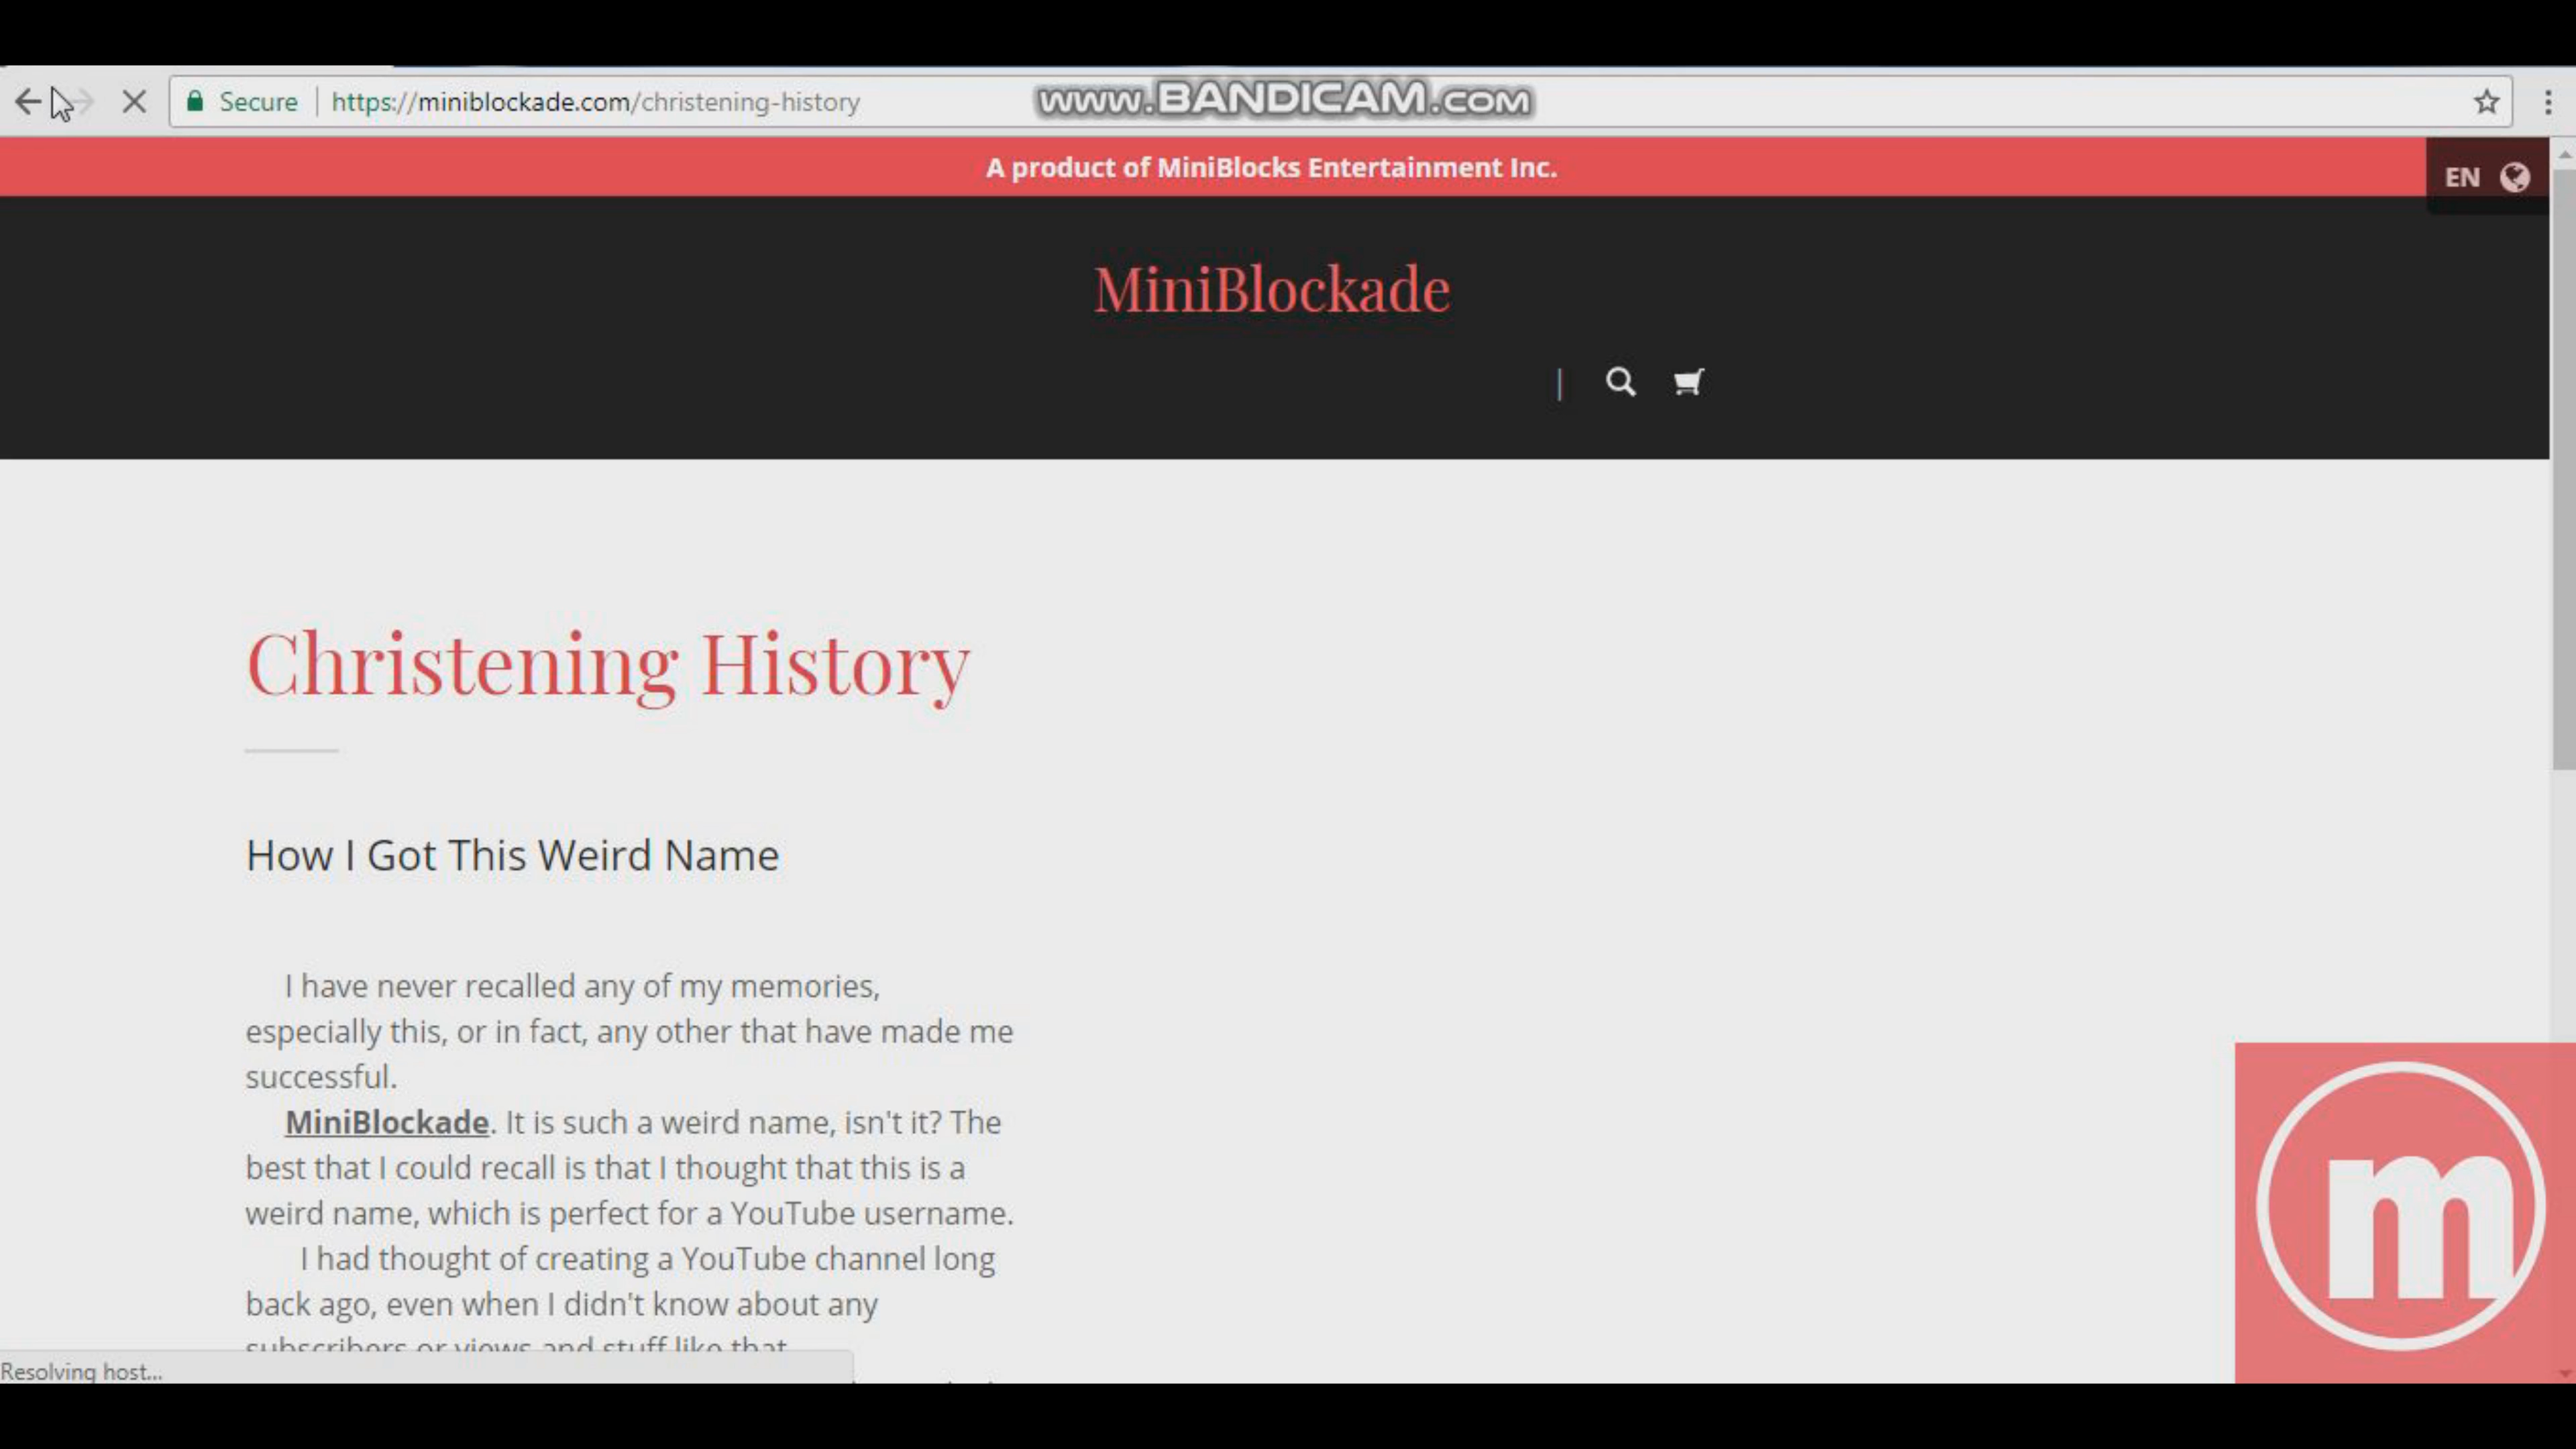 Secure | https://miniblockade.com/christening-history
www.BANDICAM.com
A product of MiniBlocks Entertainment Inc.
EN
MiniBlockade
Christening History
How I Got This Weird Name
I have never recalled any of my memories,
especially this, or in fact, any other that have made me
successful.
MiniBlockade. It is such a weird name, isn't it? The
best that I could recall is that I thought that this is a
weird name, which is perfect for a YouTube username.
I had thought of creating a YouTube channel long
back ago, even when I didn't know about any
subscribers or views and stuff like that
m
Resolving host...